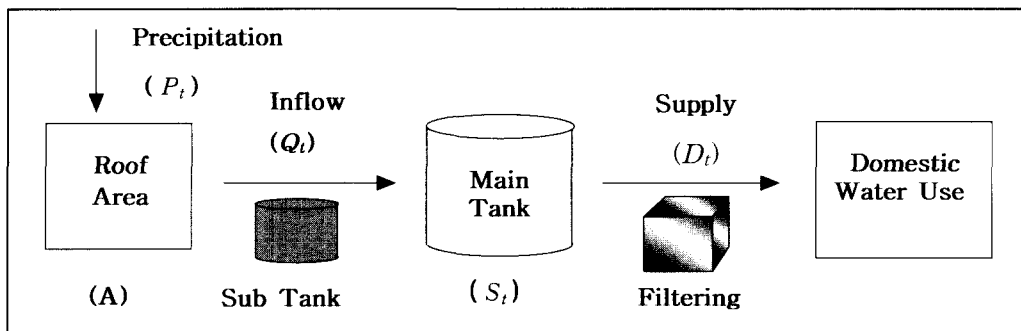 Precipitation
( P_t )
Inflow
(Q_t)
Supply
(D_t)
Roof
Area
Main
Tank
Domestic
Water Use
(A)
Sub Tank
( S_t )
Filtering